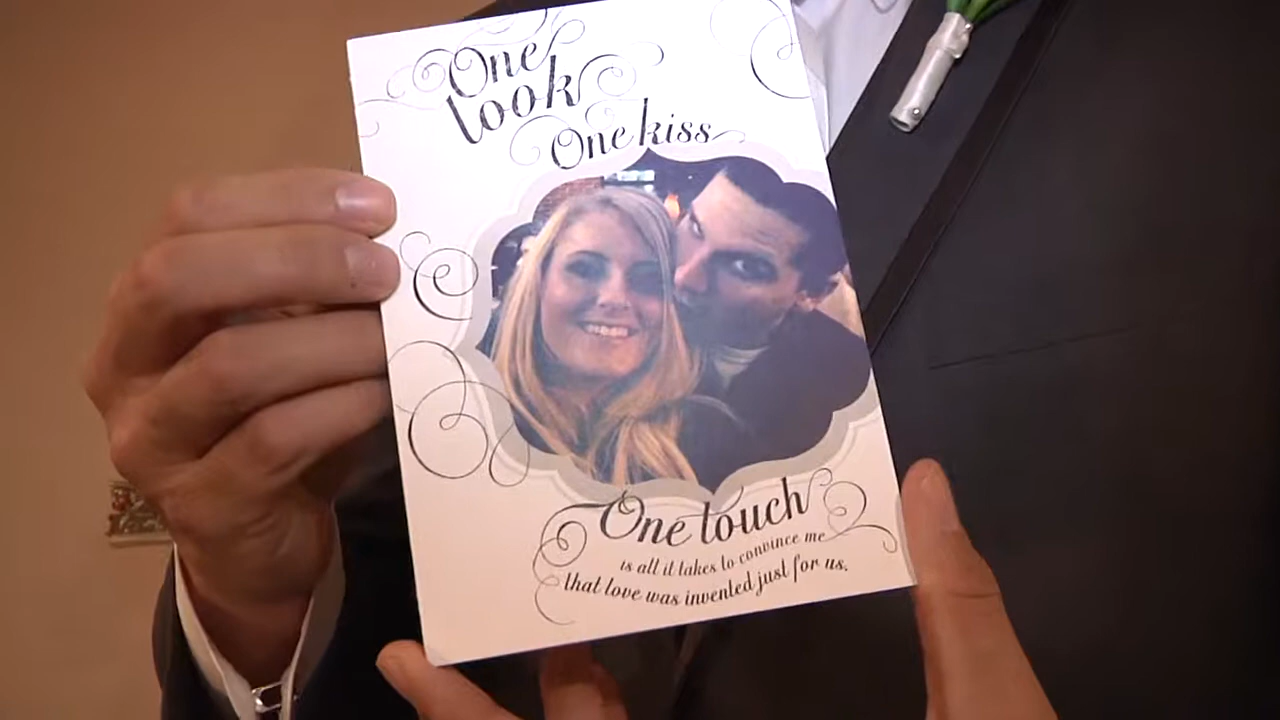 One
look
One kiss
One touch
is all it takes to convince me
that love was invented just for us.